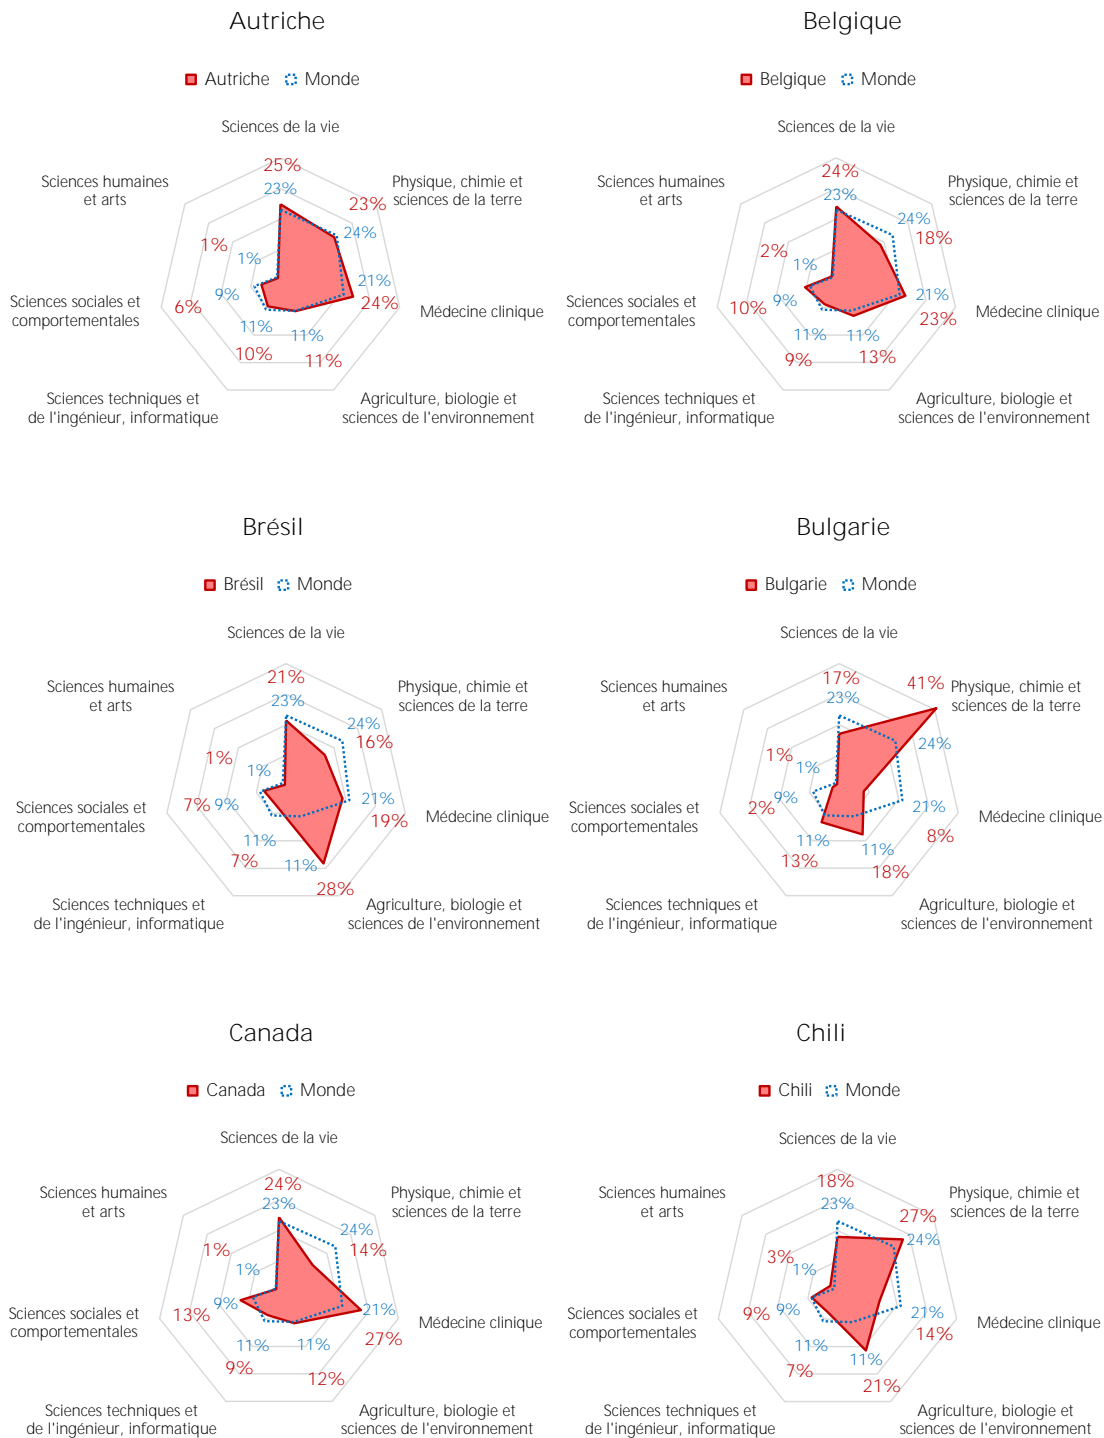 Autriche
Autriche Monde
Sciences de la vie
25%
23%
Physique, chimie et
sciences de la terre
23%
24%
Médecine clinique
21%
24%
Agriculture, biologie et
sciences de l'environnement
11%
11%
Sciences techniques et
de l'ingénieur, informatique
11%
10%
Sciences sociales et
comportementales
9%
6%
Sciences humaines
et arts
1%
1%
Belgique
Belgique Monde
Sciences de la vie
24%
23%
Physique, chimie et
sciences de la terre
24%
18%
Médecine clinique
21%
23%
Agriculture, biologie et
sciences de l'environnement
11%
13%
Sciences techniques et
de l'ingénieur, informatique
11%
9%
Sciences sociales et
comportementales
9%
10%
Sciences humaines
et arts
2%
1%
Brésil
Brésil Monde
Sciences de la vie
21%
23%
Physique, chimie et
sciences de la terre
24%
16%
Médecine clinique
21%
19%
Agriculture, biologie et
sciences de l'environnement
11%
28%
Sciences techniques et
de l'ingénieur, informatique
11%
7%
Sciences sociales et
comportementales
7%
9%
Sciences humaines
et arts
1%
1%
Bulgarie
Bulgarie Monde
Sciences de la vie
17%
23%
Physique, chimie et
sciences de la terre
41%
24%
Médecine clinique
21%
8%
Agriculture, biologie et
sciences de l'environnement
11%
18%
Sciences techniques et
de l'ingénieur, informatique
11%
13%
Sciences sociales et
comportementales
9%
2%
Sciences humaines
et arts
1%
1%
Canada
Canada Monde
Sciences de la vie
24%
23%
Physique, chimie et
sciences de la terre
24%
14%
Médecine clinique
21%
27%
Agriculture, biologie et
sciences de l'environnement
11%
12%
Sciences techniques et
de l'ingénieur, informatique
11%
9%
Sciences sociales et
comportementales
9%
13%
Sciences humaines
et arts
1%
1%
Chili
Chili Monde
Sciences de la vie
18%
23%
Physique, chimie et
sciences de la terre
27%
24%
Médecine clinique
21%
14%
Agriculture, biologie et
sciences de l'environnement
11%
21%
Sciences techniques et
de l'ingénieur, informatique
11%
7%
Sciences sociales et
comportementales
9%
9%
Sciences humaines
et arts
3%
1%